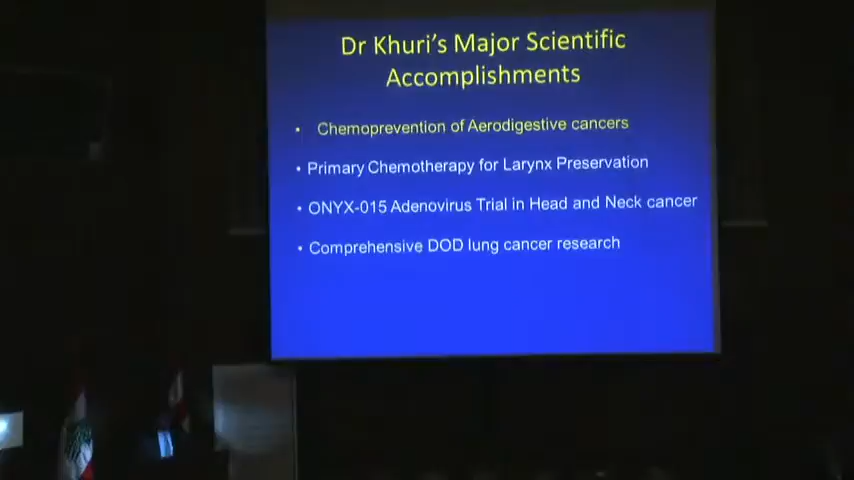 Dr Khuri's Major Scientific
Accomplishments
• Chemoprevention of Aerodigestive cancers
• Primary Chemotherapy for Larynx Preservation
• ONYX-015 Adenovirus Trial in Head and Neck cancer
• Comprehensive DOD lung cancer research